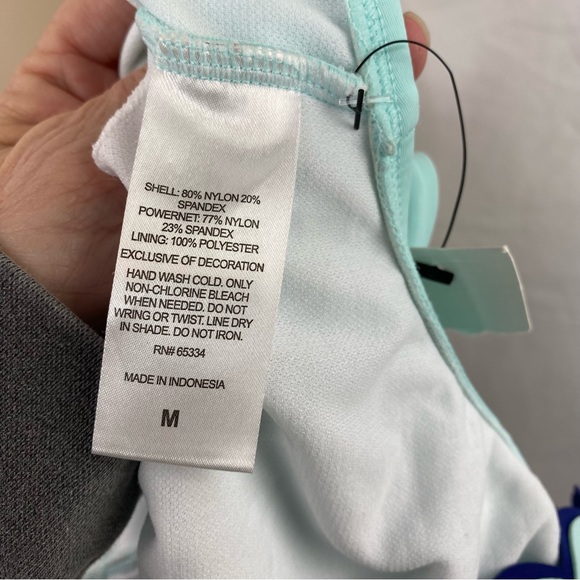 SHELL: 80% NYLON 20%
SPANDEX
POWERNET: 77% NYLON
23% SPANDEX
LINING: 100% POLYESTER
EXCLUSIVE OF DECORATION
HAND WASH COLD. ONLY
NON-CHLORINE BLEACH
WHEN NEEDED. DO NOT
WRING OR TWIST. LINE DRY
IN SHADE. DO NOT IRON.
RN# 65334
MADE IN INDONESIA
M